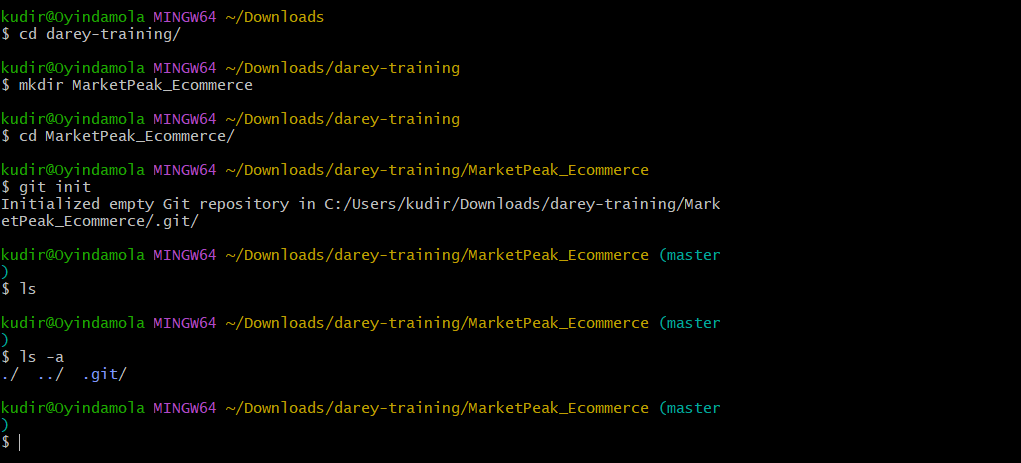 kudir@Oyindamola MINGW64 ~/Downloads
$ cd darey-training/
kudir@Oyindamola MINGW64 ~/Downloads/darey-training
$ mkdir MarketPeak_Ecommerce
kudir@Oyindamola MINGW64 ~/Downloads/darey-training
$ cd MarketPeak_Ecommerce/
kudir@Oyindamola MINGW64 ~/Downloads/darey-training/MarketPeak_Ecommerce
$ git init
Initialized empty Git repository in C:/Users/kudir/Downloads/darey-training/Mark
etPeak_Ecommerce/.git/
kudir@Oyindamola MINGW64 ~/Downloads/darey-training/MarketPeak_Ecommerce (master
)
$ ls
kudir@Oyindamola MINGW64 ~/Downloads/darey-training/MarketPeak_Ecommerce (master
)
$ ls -a
./  ../  .git/
kudir@Oyindamola MINGW64 ~/Downloads/darey-training/MarketPeak_Ecommerce (master
)
$